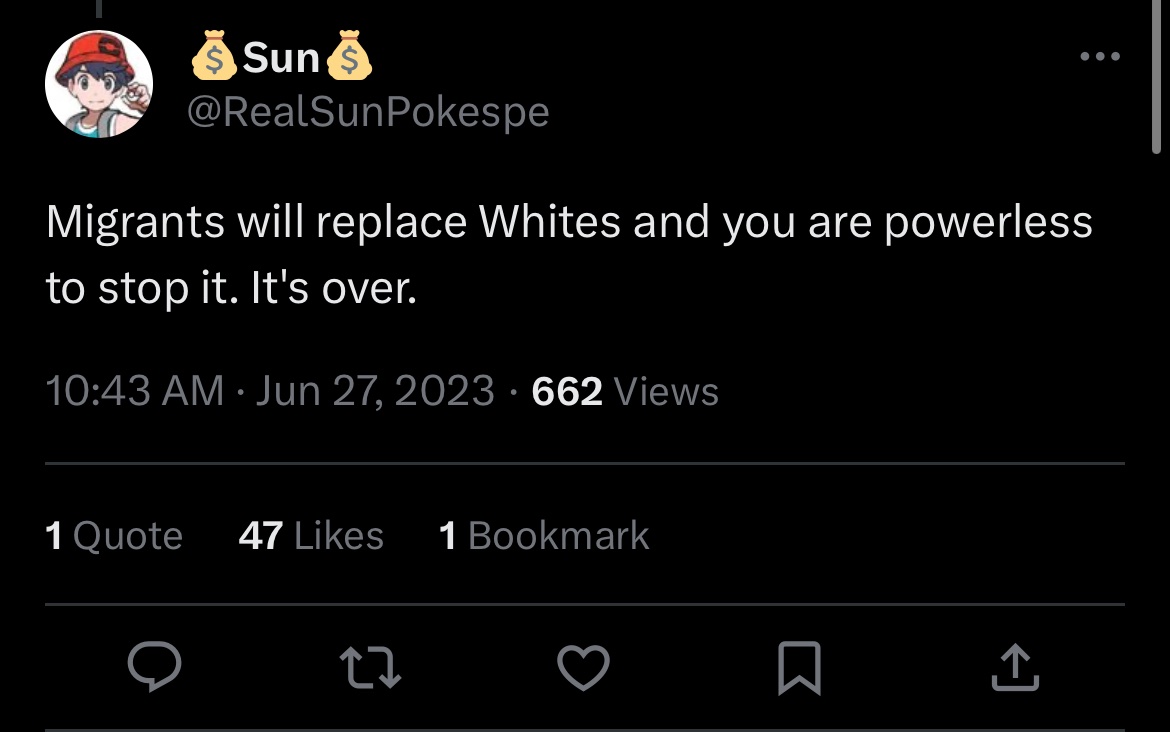 💰Sun💰
@RealSunPokespe
Migrants will replace Whites and you are powerless
to stop it. It's over.
10:43 AM · Jun 27, 2023 · 662 Views
1 Quote 47 Likes 1 Bookmark